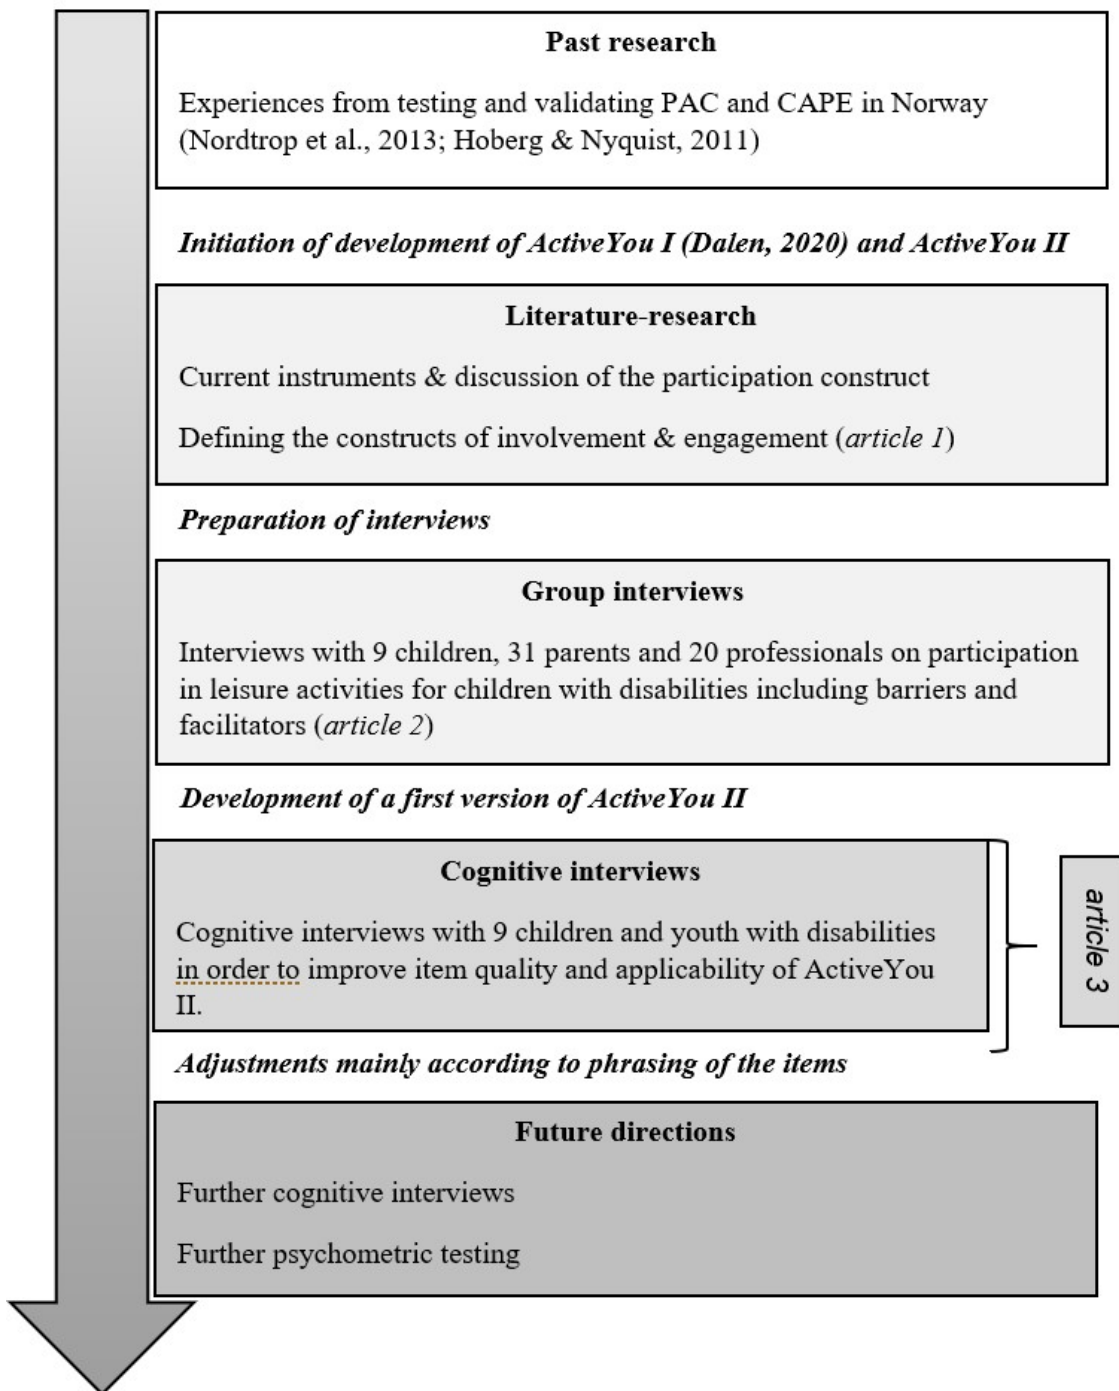 Past research
Experiences from testing and validating PAC and CAPE in Norway
(Nordtrop et al., 2013; Hoberg & Nyquist, 2011)
Initiation of development of ActiveYou I (Dalen, 2020) and ActiveYou II
Literature-research
Current instruments & discussion of the participation construct
Defining the constructs of involvement & engagement (article 1)
Preparation of interviews
Group interviews
Interviews with 9 children, 31 parents and 20 professionals on participation
in leisure activities for children with disabilities including barriers and
facilitators (article 2)
Development of a first version of ActiveYou II
Cognitive interviews
Cognitive interviews with 9 children and youth with disabilities
in order to improve item quality and applicability of ActiveYou
II.
article 3
Adjustments mainly according to phrasing of the items
Future directions
Further cognitive interviews
Further psychometric testing